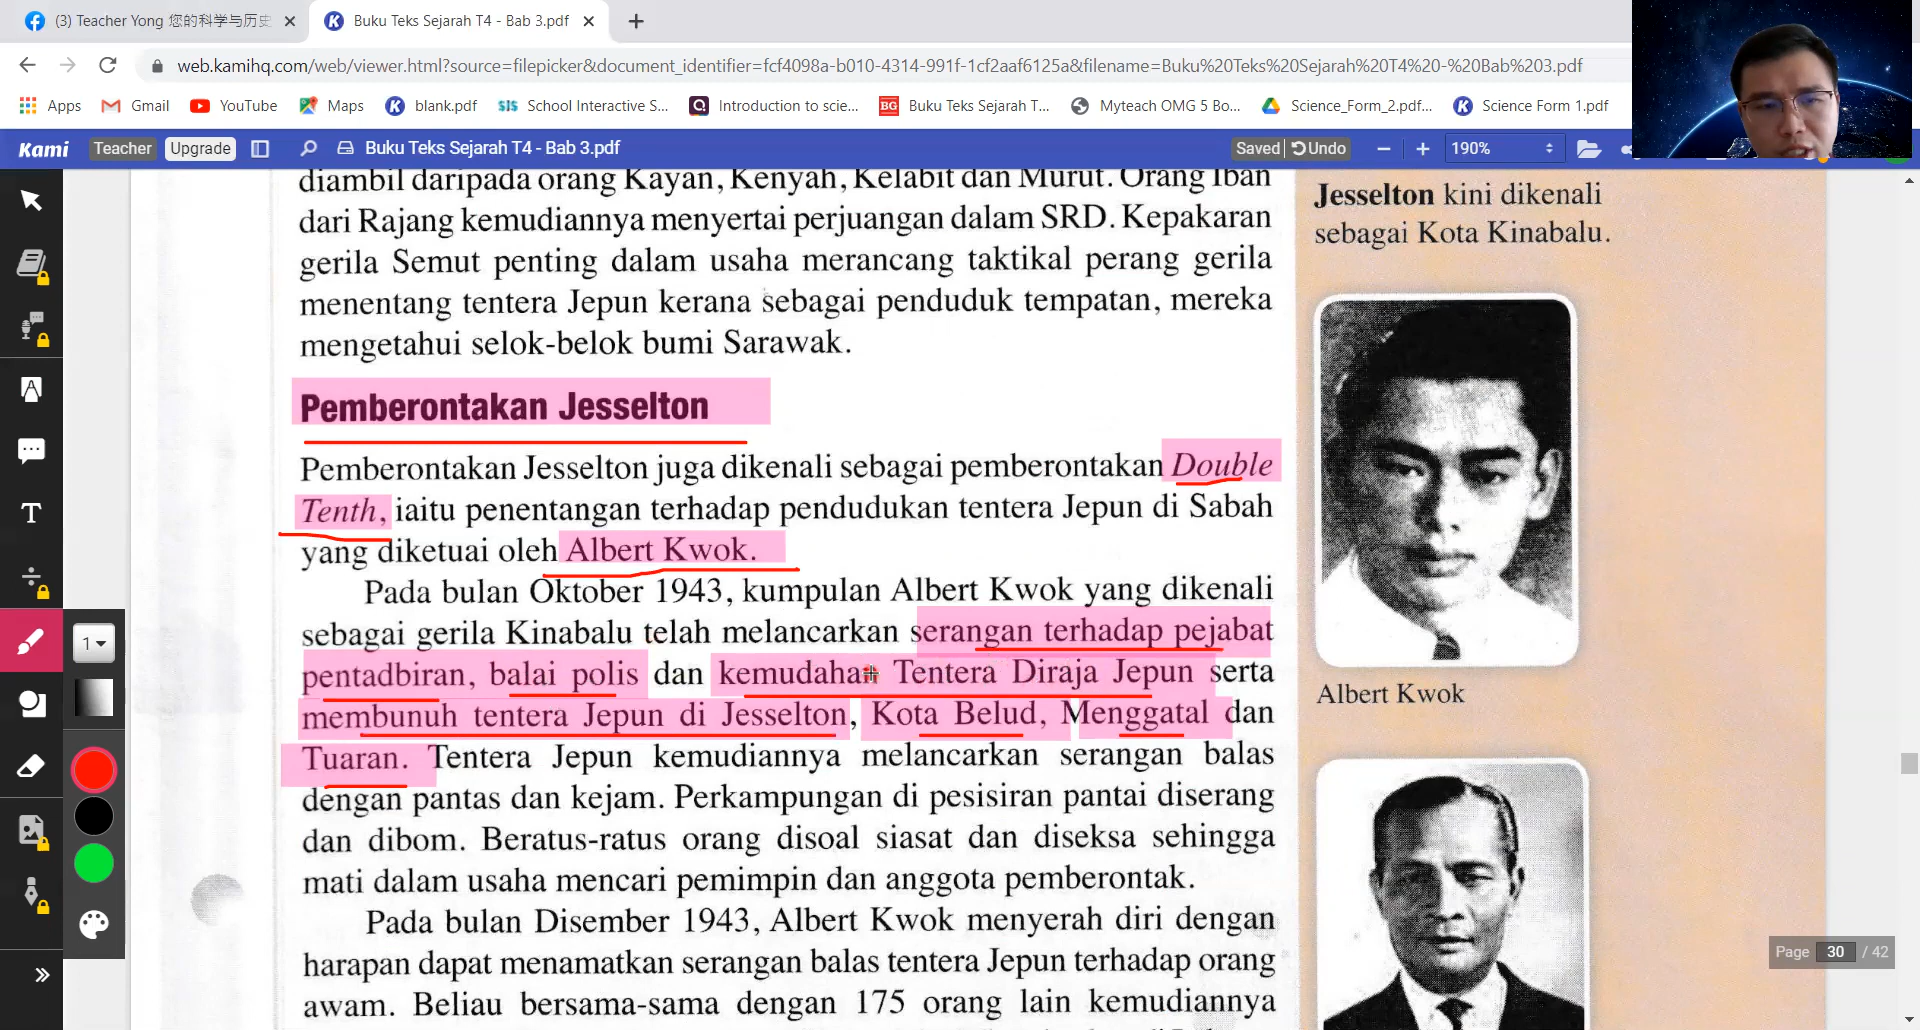 (3) Teacher Yong 您的科学与历史
Buku Teks Sejarah T4 - Bab 3.pdf
web.kamihq.com/web/viewer.html?source=filepicker&document_identifier=fcf4098a-b010-4314-991f-1cf2aaf6125a&filename=Buku%20Teks%20Sejarah%20T4%20-%20Bab%203.pdf
Apps
Gmail
YouTube
Maps
blank.pdf
School Interactive S...
Introduction to scie...
Buku Teks Sejarah T...
Myteach OMG 5 Bo...
Science_Form_2.pdf...
Science Form 1.pdf
Kami
Teacher
Upgrade
Buku Teks Sejarah T4 - Bab 3.pdf
Saved
Undo
190%
diambil daripada orang Kayan, Kenyah, Kelabit dan Murut. Orang Iban
dari Rajang kemudiannya menyertai perjuangan dalam SRD. Kepakaran
gerila Semut penting dalam usaha merancang taktikal perang gerila
menentang tentera Jepun kerana sebagai penduduk tempatan, mereka
mengetahui selok-belok bumi Sarawak.
Pemberontakan Jesselton
Pemberontakan Jesselton juga dikenali sebagai pemberontakan Double
Tenth, iaitu penentangan terhadap pendudukan tentera Jepun di Sabah
yang diketuai oleh Albert Kwok.
Pada bulan Oktober 1943, kumpulan Albert Kwok yang dikenali
sebagai gerila Kinabalu telah melancarkan serangan terhadap pejabat
pentadbiran, balai polis dan kemudahan Tentera Diraja Jepun serta
membunuh tentera Jepun di Jesselton, Kota Belud, Menggatal dan
Tuaran. Tentera Jepun kemudiannya melancarkan serangan balas
dengan pantas dan kejam. Perkampungan di pesisiran pantai diserang
dan dibom. Beratus-ratus orang disoal siasat dan diseksa sehingga
mati dalam usaha mencari pemimpin dan anggota pemberontak.
Pada bulan Disember 1943, Albert Kwok menyerah diri dengan
harapan dapat menamatkan serangan balas tentera Jepun terhadap orang
awam. Beliau bersama-sama dengan 175 orang lain kemudiannya
Jesselton kini dikenali
sebagai Kota Kinabalu.
Albert Kwok
1
Page 30 / 42